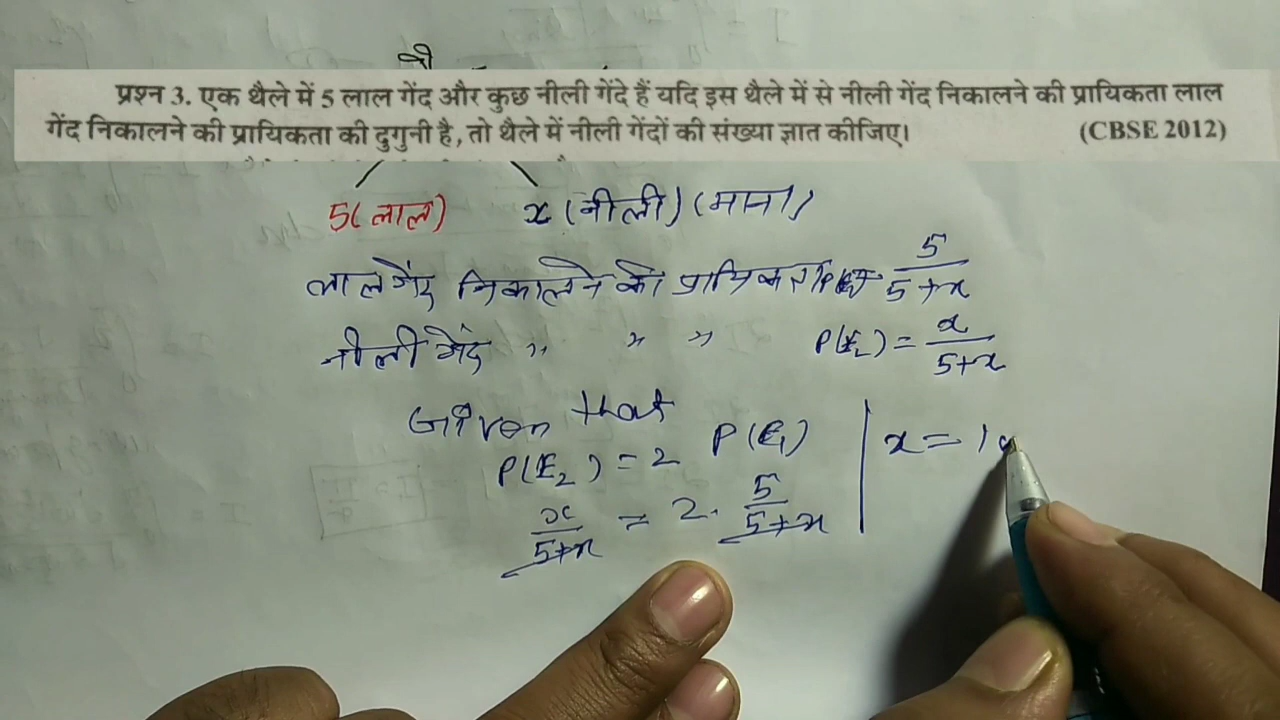 प्रश्न 3. एक थैले में 5 लाल गेंद और कुछ नीली गेंदे हैं यदि इस थैले में से नीली गेंद निकालने की प्रायिकता लाल
गेंद निकालने की प्रायिकता की दुगुनी है, तो थैले में नीली गेंदों की संख्या ज्ञात कीजिए। (CBSE 2012)
5(लाल) x (नीली) (माना)
लाल गेंद निकालने की प्रायिकता = 5/5+x
नीली गेंद " " " P(E₂) = x/5+x
Given that
P(E₂) = 2 P(E₁)
x/5+x = 2. 5/5+x
x = 10